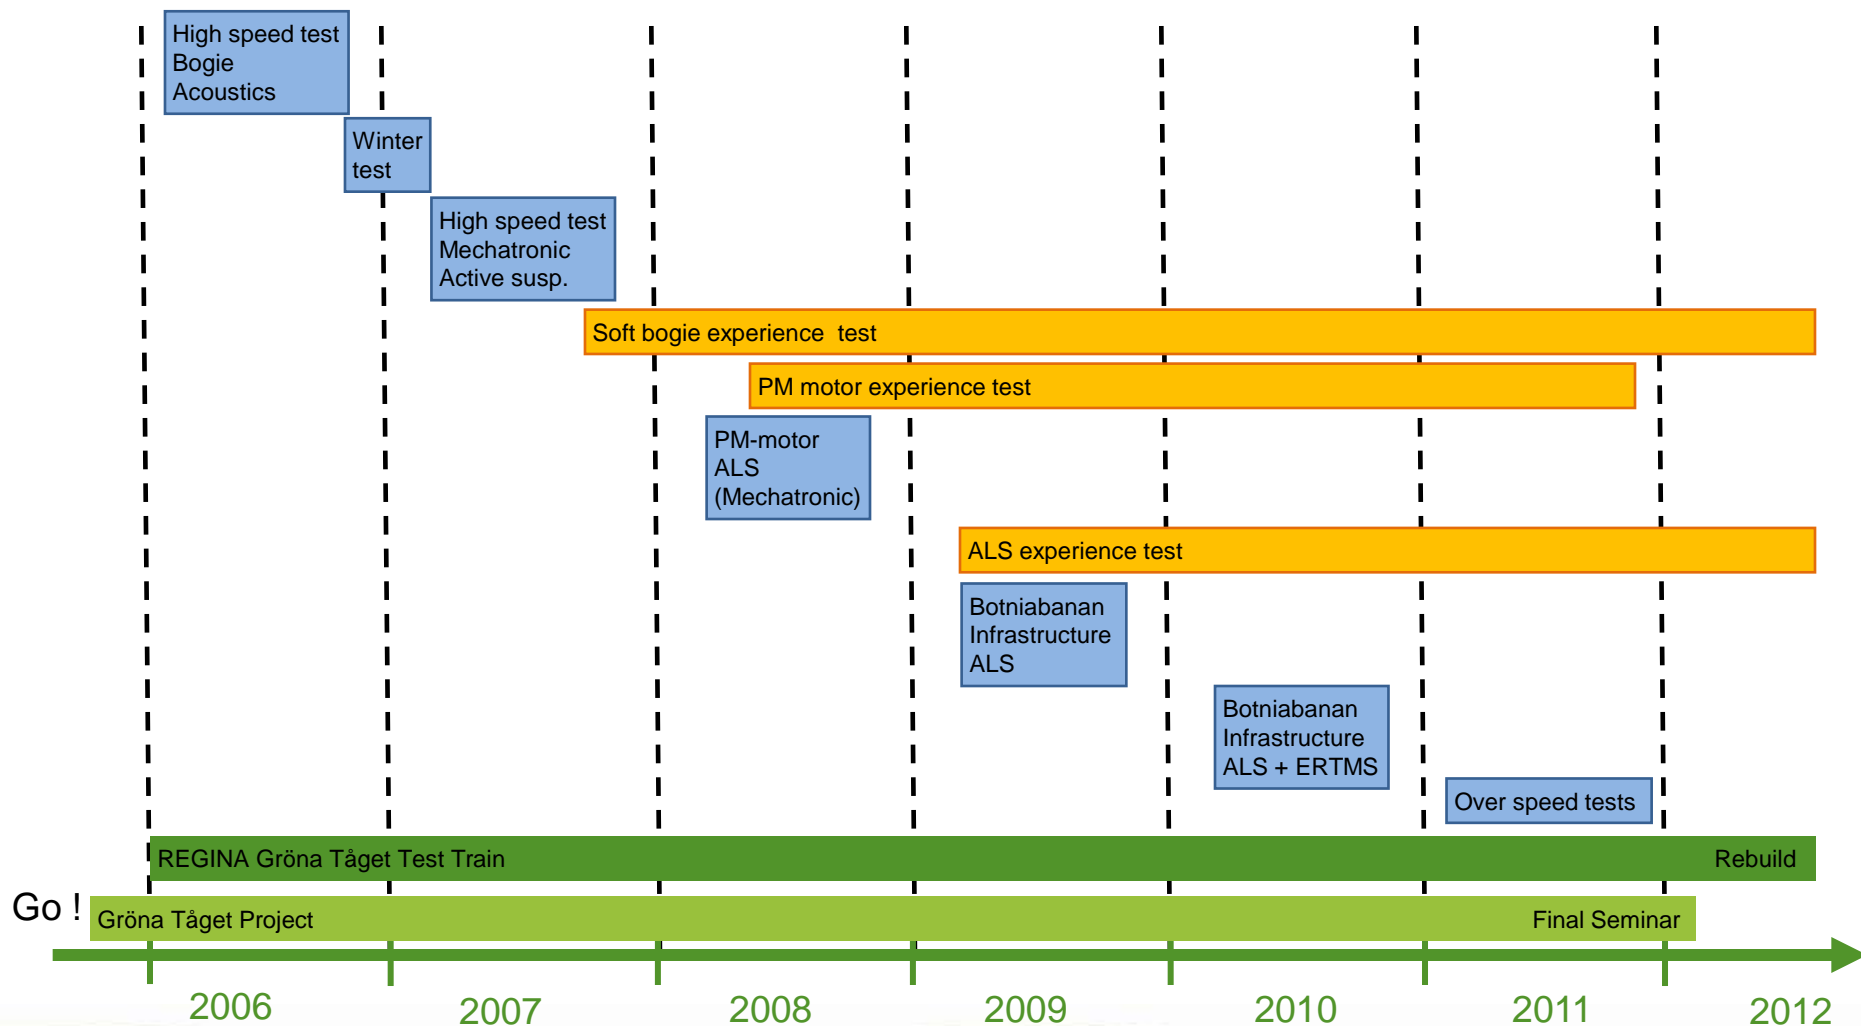 High speed test
Bogie
Acoustics
Winter
test
High speed test
Mechatronic
Active susp.
Soft bogie experience  test
PM motor experience test
PM-motor
ALS
(Mechatronic)
ALS experience test
Botniabanan
Infrastructure
ALS
Botniabanan
Infrastructure
ALS + ERTMS
Over speed tests
REGINA Gröna Tåget Test Train
Rebuild
Go !
Gröna Tåget Project
Final Seminar
2006
2007
2008
2009
2010
2011
2012